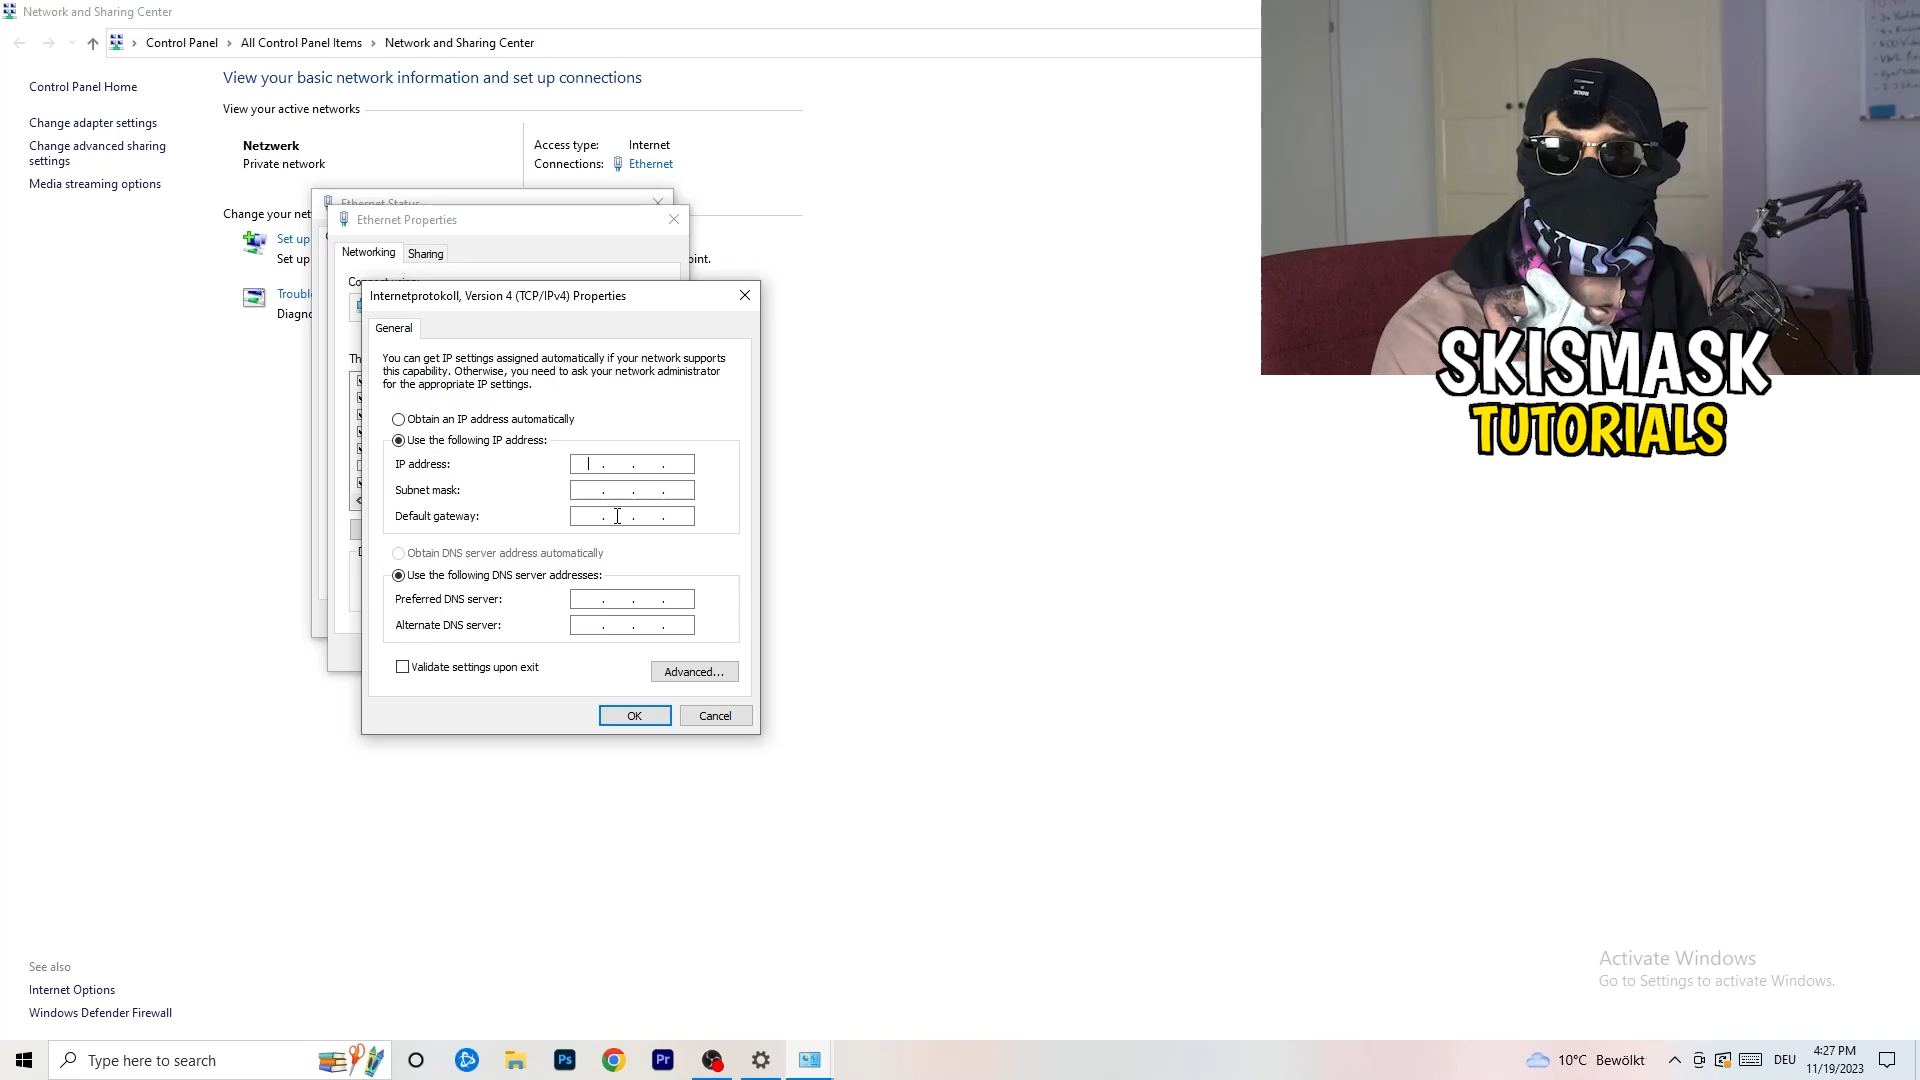 Network and Sharing Center
Control Panel › All Control Panel Items › Network and Sharing Center
Control Panel Home
Change adapter settings
Change advanced sharing
settings
Media streaming options
View your basic network information and set up connections
View your active networks
Netzwerk
Private network
Access type: Internet
Connections: Ethernet
Change your net
Set up
Set up
oint.
Troubl
Diagno
Ethernet Status
Ethernet Properties
Networking
Sharing
Internetprotokoll, Version 4 (TCP/IPv4) Properties
General
You can get IP settings assigned automatically if your network supports
this capability. Otherwise, you need to ask your network administrator
for the appropriate IP settings.
Obtain an IP address automatically
Use the following IP address:
IP address:
Subnet mask:
Default gateway:
Obtain DNS server address automatically
Use the following DNS server addresses:
Preferred DNS server:
Alternate DNS server:
Validate settings upon exit
Advanced...
OK
Cancel
SKISMASK
TUTORIALS
Activate Windows
Go to Settings to activate Windows.
See also
Internet Options
Windows Defender Firewall
Type here to search
Ps
Pr
10°C Bewölkt
DEU
4:27 PM
11/19/2023